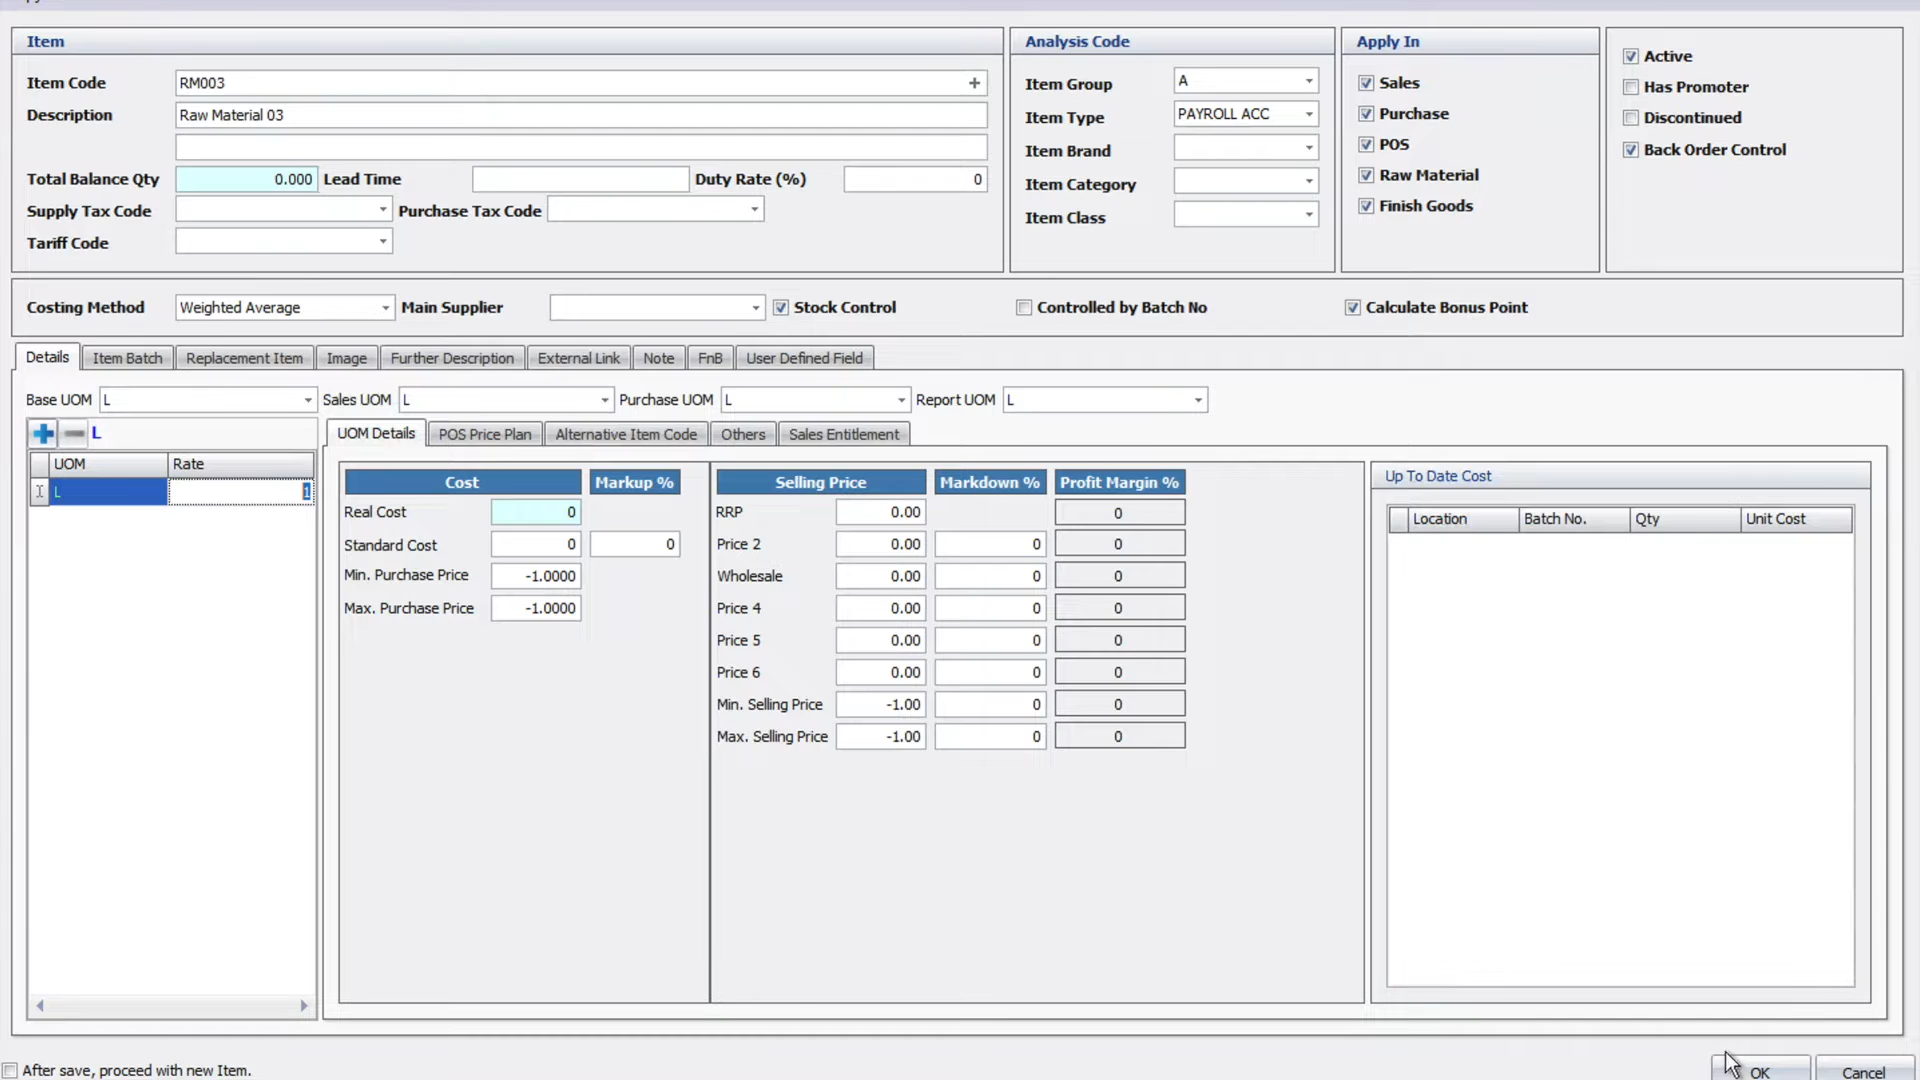 Item
Item Code RM003 +
Description Raw Material 03
Total Balance Qty 0.000 Lead Time Duty Rate (%) 0
Supply Tax Code Purchase Tax Code
Tariff Code
Analysis Code
Item Group A
Item Type PAYROLL ACC
Item Brand
Item Category
Item Class
Apply In
Sales
Purchase
POS
Raw Material
Finish Goods
Active
Has Promoter
Discontinued
Back Order Control
Costing Method Weighted Average Main Supplier Stock Control Controlled by Batch No Calculate Bonus Point
Details Item Batch Replacement Item Image Further Description External Link Note FnB User Defined Field
Base UOM L Sales UOM L Purchase UOM L Report UOM L
L
UOM Rate
L 1
UOM Details POS Price Plan Alternative Item Code Others Sales Entitlement
Cost Markup %
Real Cost 0
Standard Cost 0 0
Min. Purchase Price -1.0000
Max. Purchase Price -1.0000
Selling Price Markdown % Profit Margin %
RRP 0.00 0
Price 2 0.00 0 0
Wholesale 0.00 0 0
Price 4 0.00 0 0
Price 5 0.00 0 0
Price 6 0.00 0 0
Min. Selling Price -1.00 0 0
Max. Selling Price -1.00 0 0
Up To Date Cost
Location Batch No. Qty Unit Cost
After save, proceed with new Item.
OK Cancel